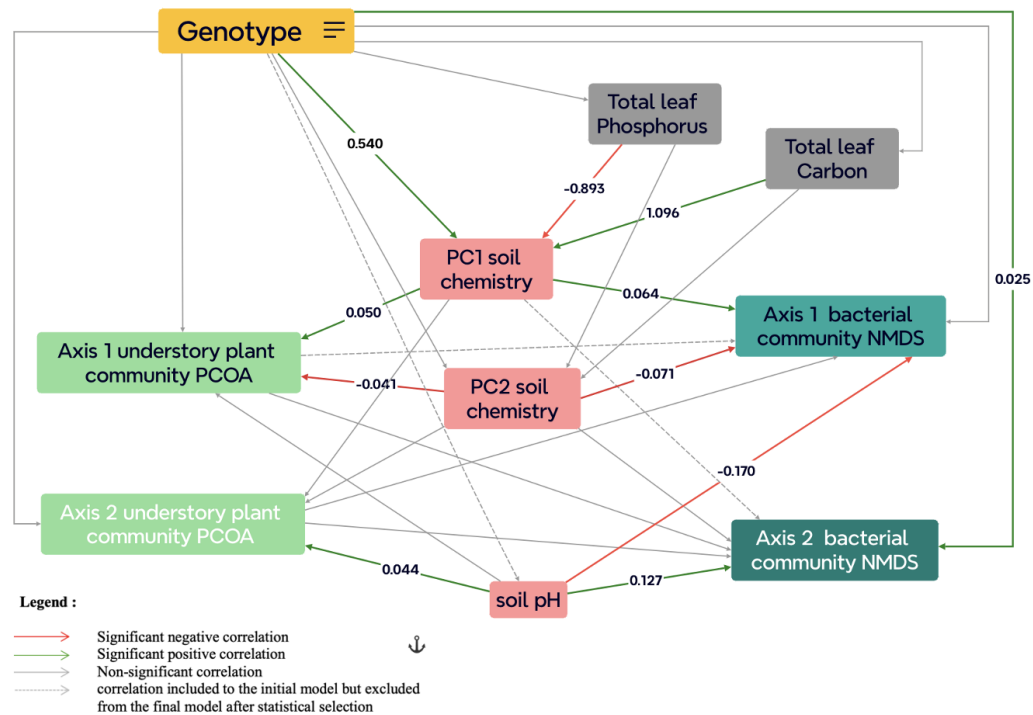 Genotype
Total leaf
Phosphorus
Total leaf
Carbon
0.540
-0.893
1.096
PC1 soil
chemistry
0.025
0.064
0.050
Axis 1 bacterial
community NMDS
Axis 1 understory plant
community PCOA
-0.041
PC2 soil
chemistry
-0.071
-0.170
Axis 2 understory plant
community PCOA
Axis 2 bacterial
community NMDS
0.044
0.127
soil pH
Legend :
Significant negative correlation
Significant positive correlation
Non-significant correlation
correlation included to the initial model but excluded
from the final model after statistical selection